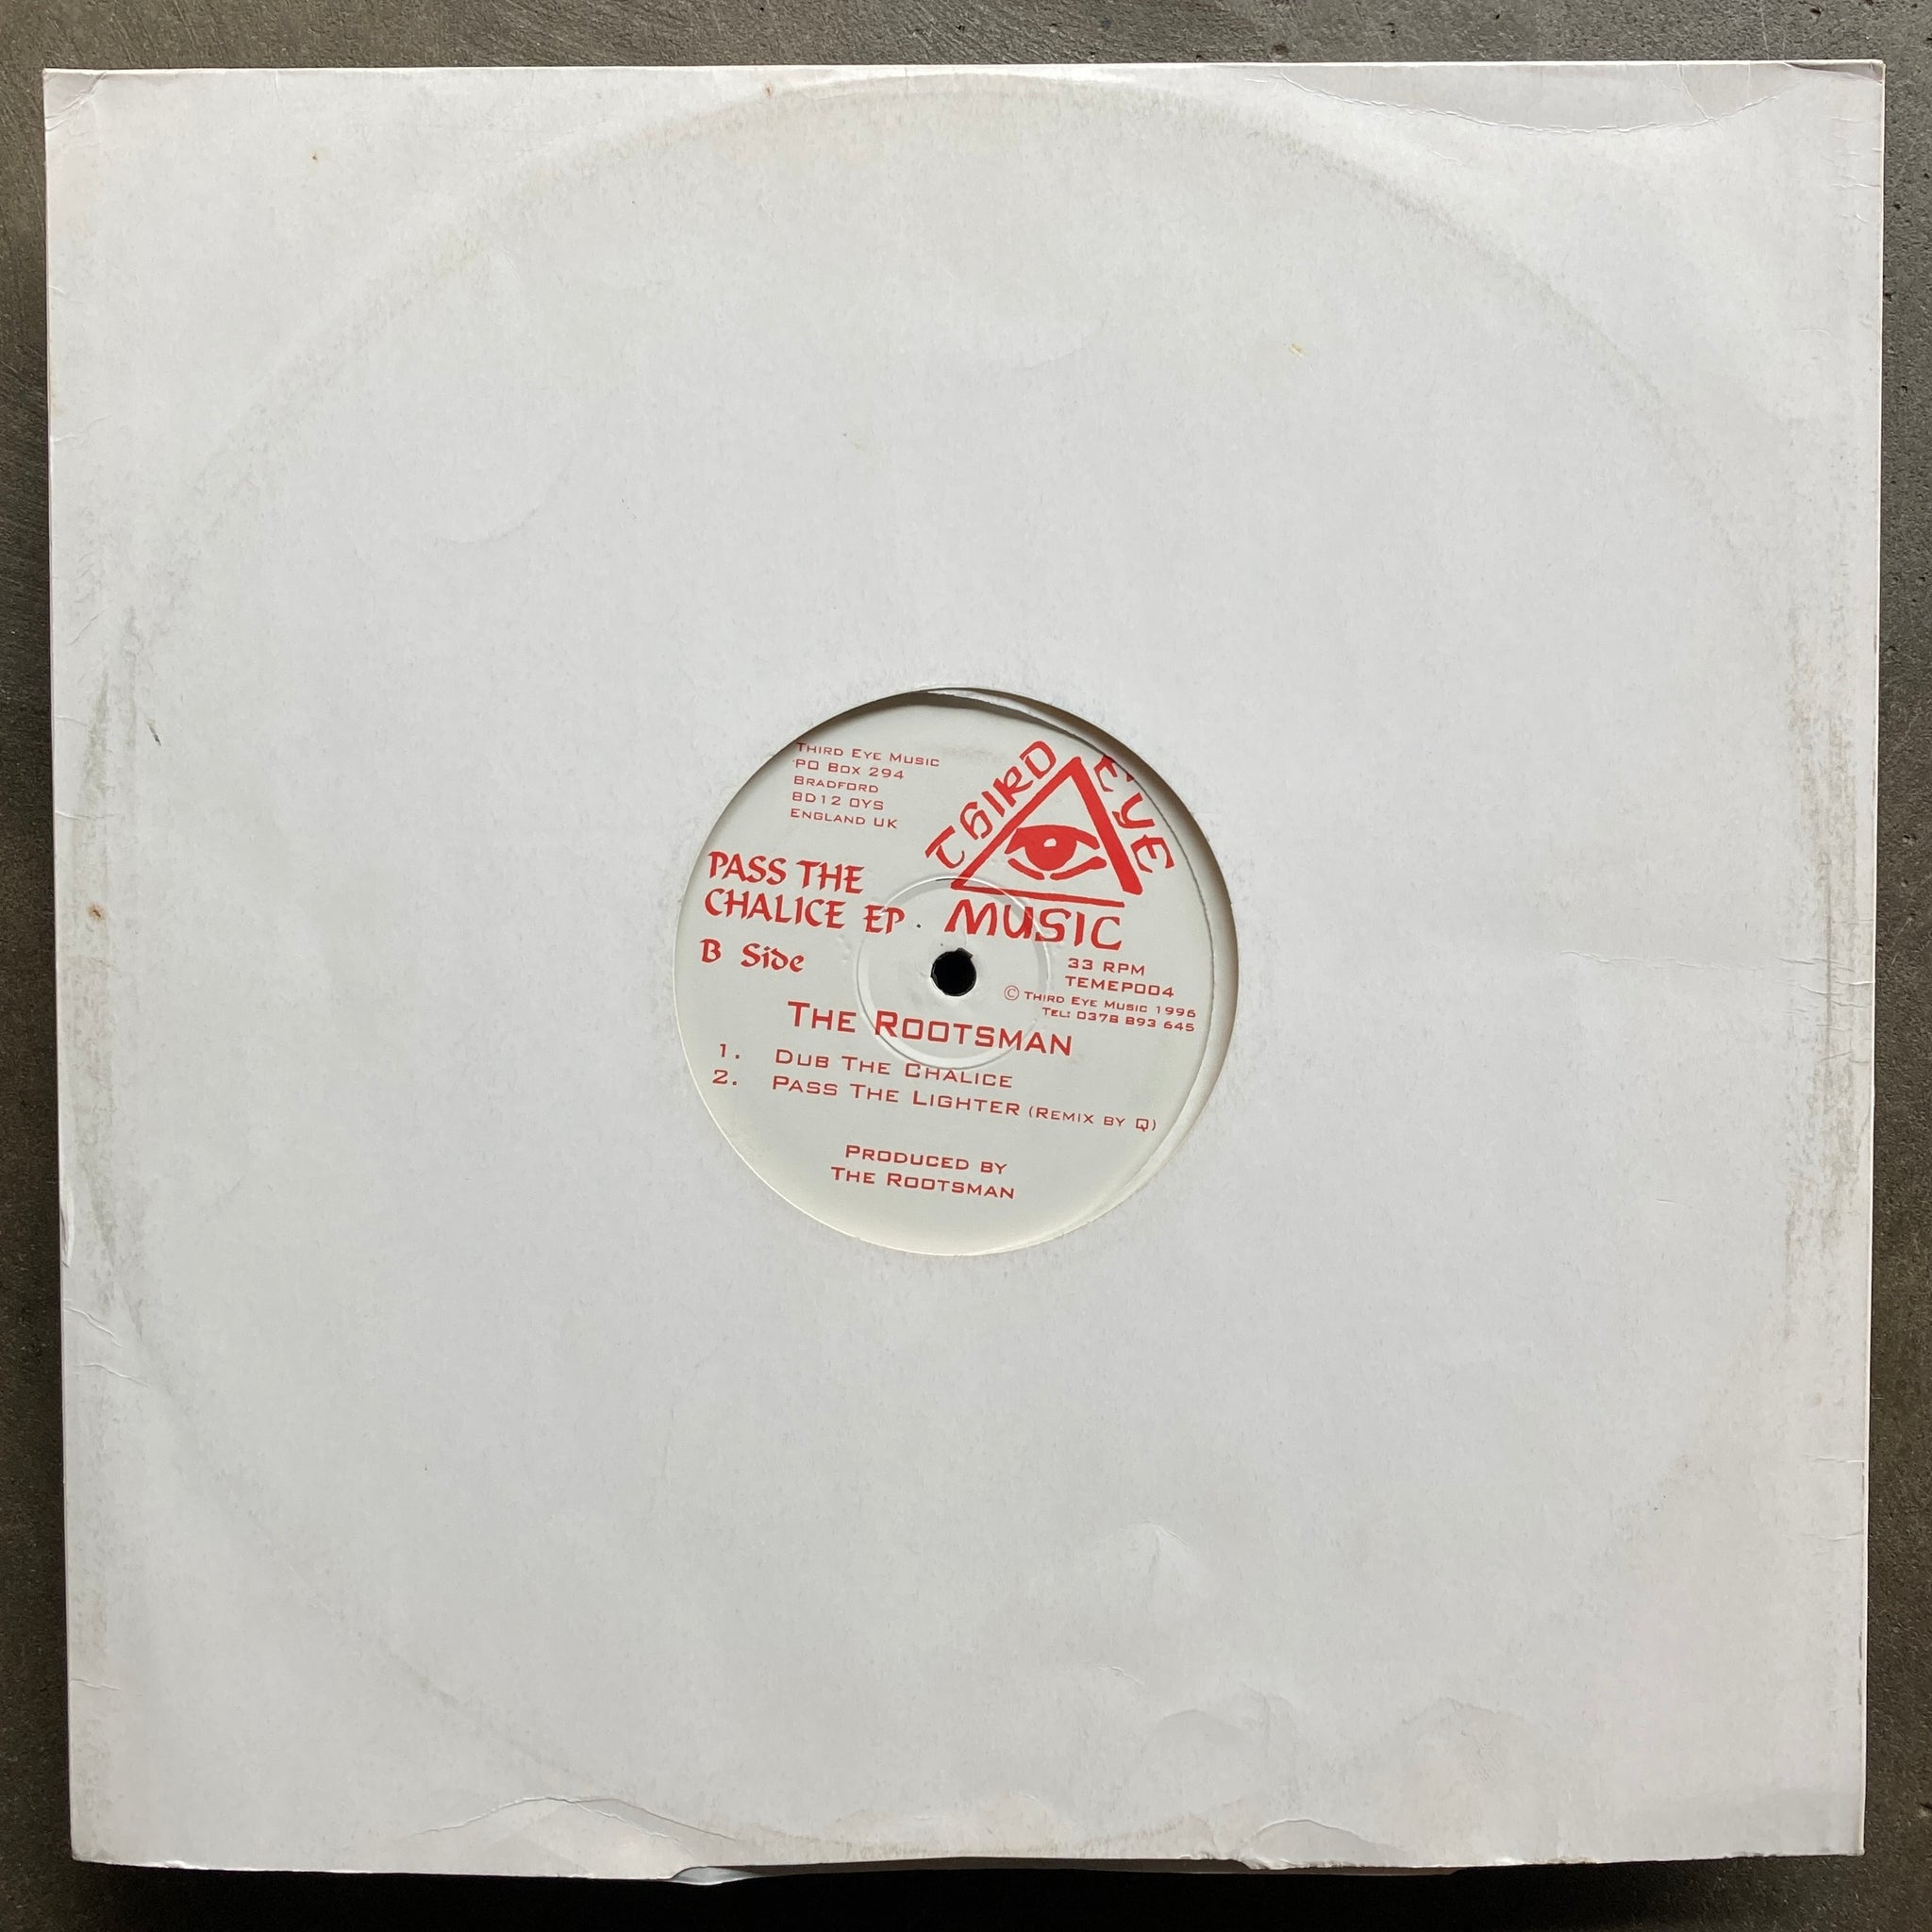 Third Eye Music
PO Box 294
Bradford
BD12 0YS
England UK
THIRD EYE
MUSIC
PASS THE
CHALICE EP
B Side
33 RPM
TEMEP004
© Third Eye Music 1996
Tel: 0378 893 645
The Rootsman
1. Dub The Chalice
2. Pass The Lighter (Remix by Q)
Produced by
The Rootsman